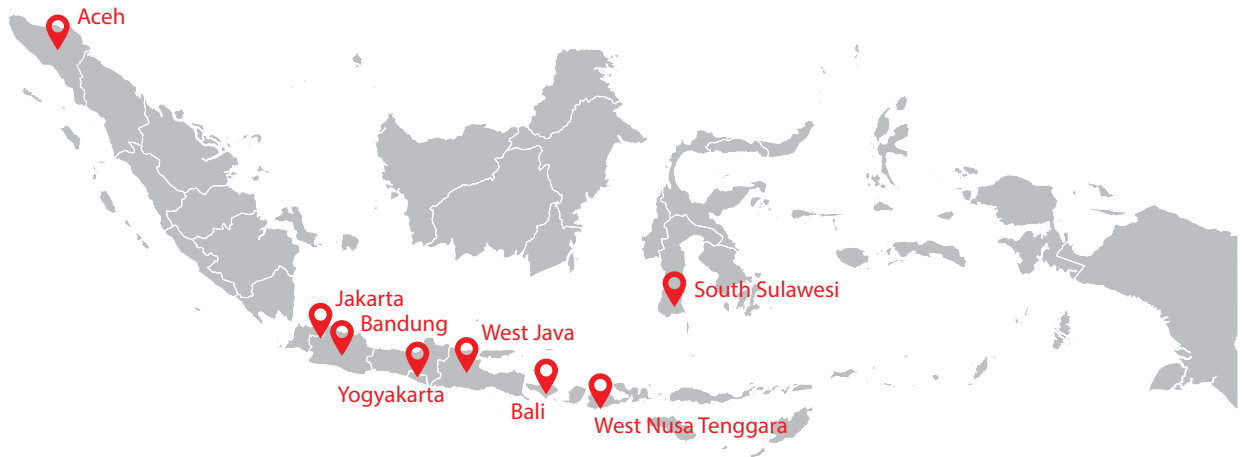 Aceh
South Sulawesi
Jakarta
Bandung
West Java
Yogyakarta
Bali
West Nusa Tenggara